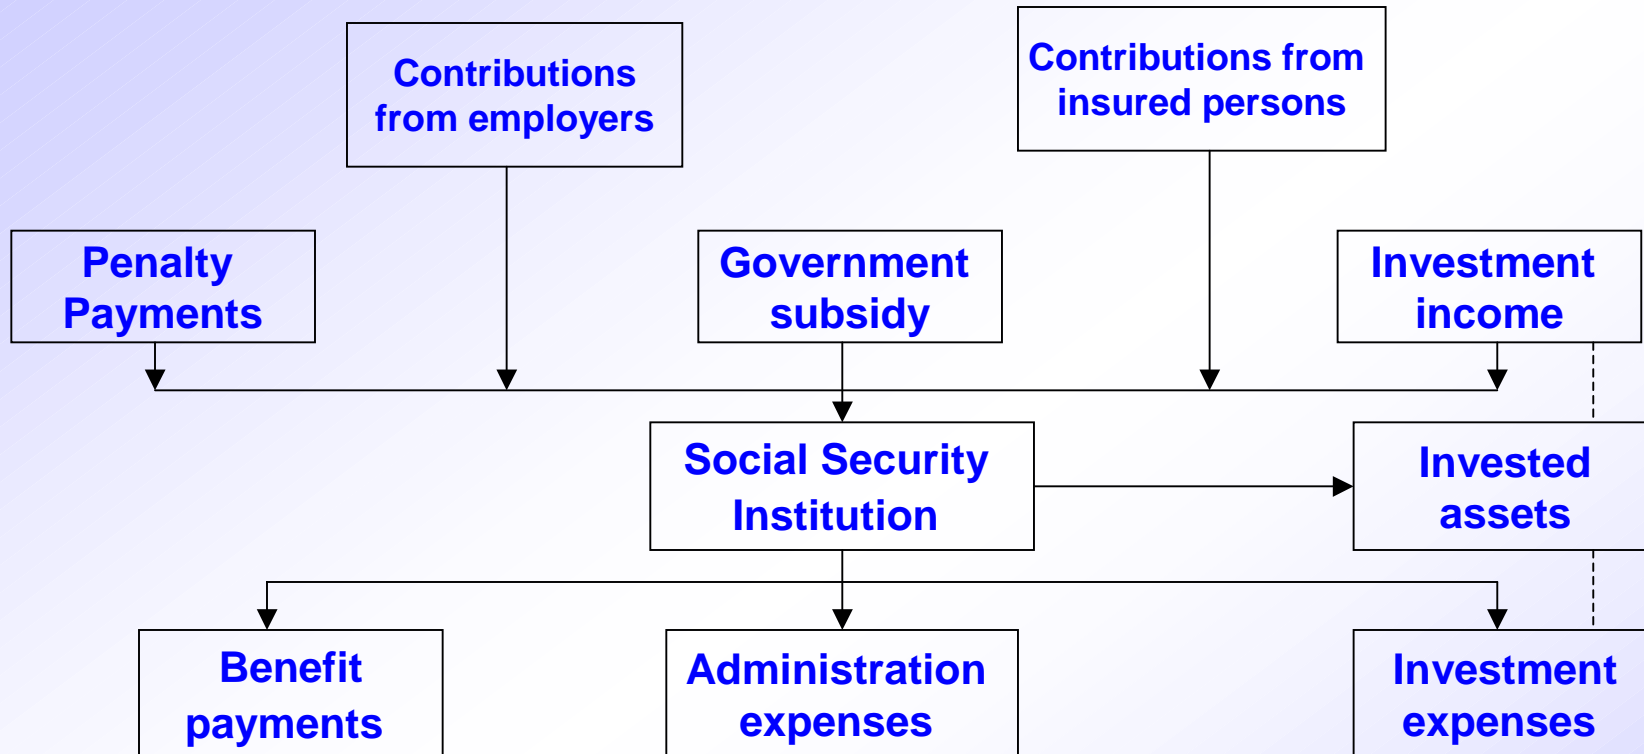 Contributions
from employers
Contributions from
insured persons
Penalty
Payments
Government
subsidy
Investment
income
Social Security
Institution
Invested
assets
Benefit
payments
Administration
expenses
Investment
expenses